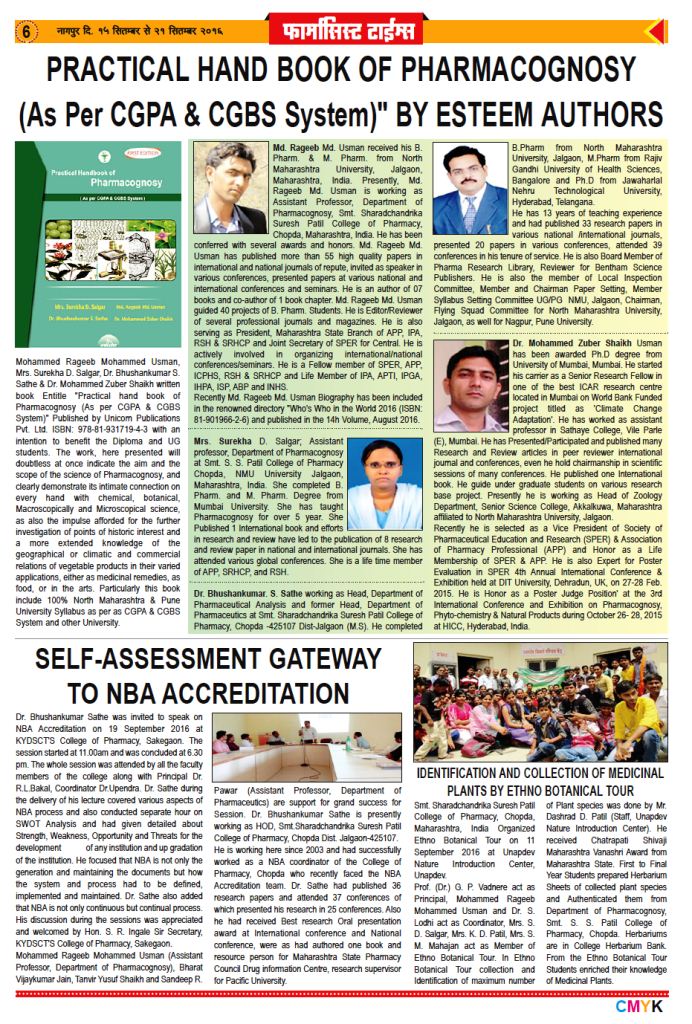 6
नागपुर दि. १५ सितम्बर से २१ सितम्बर २०१६
फार्मासिस्ट टाईम्स
PRACTICAL HAND BOOK OF PHARMACOGNOSY
(As Per CGPA & CGBS System)" BY ESTEEM AUTHORS
FIRST EDITION
Practical Handbook of
Pharmacognosy
( As per CGPA & CGBS System )
Mrs. Surekha D. Salgar
Md. Rageeb Md. Usman
Dr. Bhushankumar S. Sathe
Dr. Mohammed Zuber Shaikh
Mohammed Rageeb Mohammed Usman,
Mrs. Surekha D. Salgar, Dr. Bhushankumar S.
Sathe & Dr. Mohammed Zuber Shaikh written
book Entitle "Practical hand book of
Pharmacognosy (As per CGPA & CGBS
System)" Published by Unicom Publications
Pvt. Ltd. ISBN: 978-81-931719-4-3 with an
intention to benefit the Diploma and UG
students. The work, here presented will
doubtless at once indicate the aim and the
scope of the science of Pharmacognosy, and
clearly demonstrate its intimate connection on
every hand with chemical, botanical,
Macroscopically and Microscopical science,
as also the impulse afforded for the further
investigation of points of historic interest and
a more extended knowledge of the
geographical or climatic and commercial
relations of vegetable products in their varied
applications, either as medicinal remedies, as
food, or in the arts. Particularly this book
include 100% North Maharashtra & Pune
University Syllabus as per as CGPA & CGBS
System and other University.
Md. Rageeb Md. Usman received his B.
Pharm. & M. Pharm. from North
Maharashtra University, Jalgaon,
Maharashtra, India. Presently, Md.
Rageeb Md. Usman is working as
Assistant Professor, Department of
Pharmacognosy, Smt. Sharadchandrika
Suresh Patil College of Pharmacy,
Chopda, Maharashtra, India. He has been
conferred with several awards and honors. Md. Rageeb Md.
Usman has published more than 55 high quality papers in
international and national journals of repute, invited as speaker in
various conferences, presented papers at various national and
international conferences and seminars. He is an author of 07
books and co-author of 1 book chapter. Md. Rageeb Md. Usman
guided 40 projects of B. Pharm. Students. He is Editor/Reviewer
of several professional journals and magazines. He is also
serving as President, Maharashtra State Branch of APP, IPA,
RSH & SRHCP and Joint Secretary of SPER for Central. He is
actively involved in organizing international/national
conferences/seminars. He is a Fellow member of SPER, APP,
ICPHS, RSH & SRHCP and Life Member of IPA, APTI, IPGA,
IHPA, ISP, ABP and INHS.
Recently Md. Rageeb Md. Usman Biography has been included
in the renowned directory "Who's Who in the World 2016 (ISBN:
81-901966-2-6) and published in the 14h Volume, August 2016.
Mrs. Surekha D. Salgar; Assistant
professor, Department of Pharmacognosy
at Smt. S. S. Patil College of Pharmacy
Chopda, NMU University Jalgaon,
Maharashtra, India. She completed B.
Pharm. and M. Pharm. Degree from
Mumbai University. She has taught
Pharmacognosy for over 5 year. She
Published 1 International book and efforts
in research and review have led to the publication of 8 research
and review paper in national and international journals. She has
attended various global conferences. She is a life time member
of APP, SRHCP, and RSH.
Dr. Bhushankumar. S. Sathe working as Head, Department of
Pharmaceutical Analysis and former Head, Department of
Pharmaceutics at Smt. Sharadchandrika Suresh Patil College of
Pharmacy, Chopda -425107 Dist-Jalgaon (M.S). He completed
B.Pharm from North Maharashtra
University, Jalgaon, M.Pharm from Rajiv
Gandhi University of Health Sciences,
Bangalore and Ph.D from Jawaharlal
Nehru Technological University,
Hyderabad, Telangana.
He has 13 years of teaching experience
and had published 33 research papers in
various national /international journals,
presented 20 papers in various conferences, attended 39
conferences in his tenure of service. He is also Board Member of
Pharma Research Library, Reviewer for Bentham Science
Publishers. He is also the member of Local Inspection
Committee, Member and Chairman Paper Setting, Member
Syllabus Setting Committee UG/PG NMU, Jalgaon, Chairman,
Flying Squad Committee for North Maharashtra University,
Jalgaon, as well for Nagpur, Pune University.
Dr. Mohammed Zuber Shaikh Usman
has been awarded Ph.D degree from
University of Mumbai, Mumbai. He started
his carrier as a Senior Research Fellow in
one of the best ICAR research centre
located in Mumbai on World Bank Funded
project titled as 'Climate Change
Adaptation'. He has worked as assistant
professor in Sathaye College, Vile Parle
(E), Mumbai. He has Presented/Participated and published many
Research and Review articles in peer reviewer international
journal and conferences, even he hold chairmanship in scientific
sessions of many conferences. He published one International
book. He guide under graduate students on various research
base project. Presently he is working as Head of Zoology
Department, Senior Science College, Akkalkuwa, Maharashtra
affiliated to North Maharashtra University, Jalgaon.
Recently he is selected as a Vice President of Society of
Pharmaceutical Education and Research (SPER) & Association
of Pharmacy Professional (APP) and Honor as a Life
Membership of SPER & APP. He is also Expert for Poster
Evaluation in SPER 4th Annual International Conference &
Exhibition held at DIT University, Dehradun, UK, on 27-28 Feb.
2015. He is Honor as a Poster Judge Position' at the 3rd
International Conference and Exhibition on Pharmacognosy,
Phyto-chemistry & Natural Products during October 26- 28, 2015
at HICC, Hyderabad, India.
SELF-ASSESSMENT GATEWAY
TO NBA ACCREDITATION
Dr. Bhushankumar Sathe was invited to speak on
NBA Accreditation on 19 September 2016 at
KYDSCT'S College of Pharmacy, Sakegaon. The
session started at 11.00am and was concluded at 6.30
pm. The whole session was attended by all the faculty
members of the college along with Principal Dr.
R.L.Bakal, Coordinator Dr.Upendra. Dr. Sathe during
the delivery of his lecture covered various aspects of
NBA process and also conducted separate hour on
SWOT Analysis and had given detailed about
Strength, Weakness, Opportunity and Threats for the
development of any institution and up gradation
of the institution. He focused that NBA is not only the
generation and maintaining the documents but how
the system and process had to be defined,
implemented and maintained. Dr. Sathe also added
that NBA is not only continuous but continual process.
His discussion during the sessions was appreciated
and welcomed by Hon. S. R. Ingale Sir Secretary,
KYDSCT'S College of Pharmacy, Sakegaon.
Mohammed Rageeb Mohammed Usman (Assistant
Professor, Department of Pharmacognosy), Bharat
Vijaykumar Jain, Tanvir Yusuf Shaikh and Sandeep R.
Pawar (Assistant Professor, Department of
Pharmaceutics) are support for grand success for
Session. Dr. Bhushankumar Sathe is presently
working as HOD, Smt.Sharadchandrika Suresh Patil
College of Pharmacy, Chopda Dist. Jalgaon-425107.
He is working here since 2003 and had successfully
worked as a NBA coordinator of the College of
Pharmacy, Chopda who recently faced the NBA
Accreditation team. Dr. Sathe had published 36
research papers and attended 37 conferences of
which presented his research in 25 conferences. Also
he had received Best research Oral presentation
award at International conference and National
conference, were as had authored one book and
resource person for Maharashtra State Pharmacy
Council Drug information Centre, research supervisor
for Pacific University.
IDENTIFICATION AND COLLECTION OF MEDICINAL
PLANTS BY ETHNO BOTANICAL TOUR
Smt. Sharadchandrika Suresh Patil
College of Pharmacy, Chopda,
Maharashtra, India Organized
Ethno Botanical Tour on 11
September 2016 at Unapdev
Nature Introduction Center,
Unapdev.
Prof. (Dr.) G. P. Vadnere act as
Principal, Mohammed Rageeb
Mohammed Usman and Dr. S.
Lodhi act as Coordinator, Mrs. S.
D. Salgar, Mrs. K. D. Patil, Mrs. S.
M. Mahajan act as Member of
Ethno Botanical Tour. In Ethno
Botanical Tour collection and
Identification of maximum number
of Plant species was done by Mr.
Dashrad D. Patil (Staff, Unapdev
Nature Introduction Center). He
received Chatrapati Shivaji
Maharashtra Vanashri Award from
Maharashtra State. First to Final
Year Students prepared Herbarium
Sheets of collected plant species
and Authenticated them from
Department of Pharmacognosy,
Smt. S. S. Patil College of
Pharmacy, Chopda. Herbariums
are in College Herbarium Bank.
From the Ethno Botanical Tour
Students enriched their knowledge
of Medicinal Plants.
CMYK